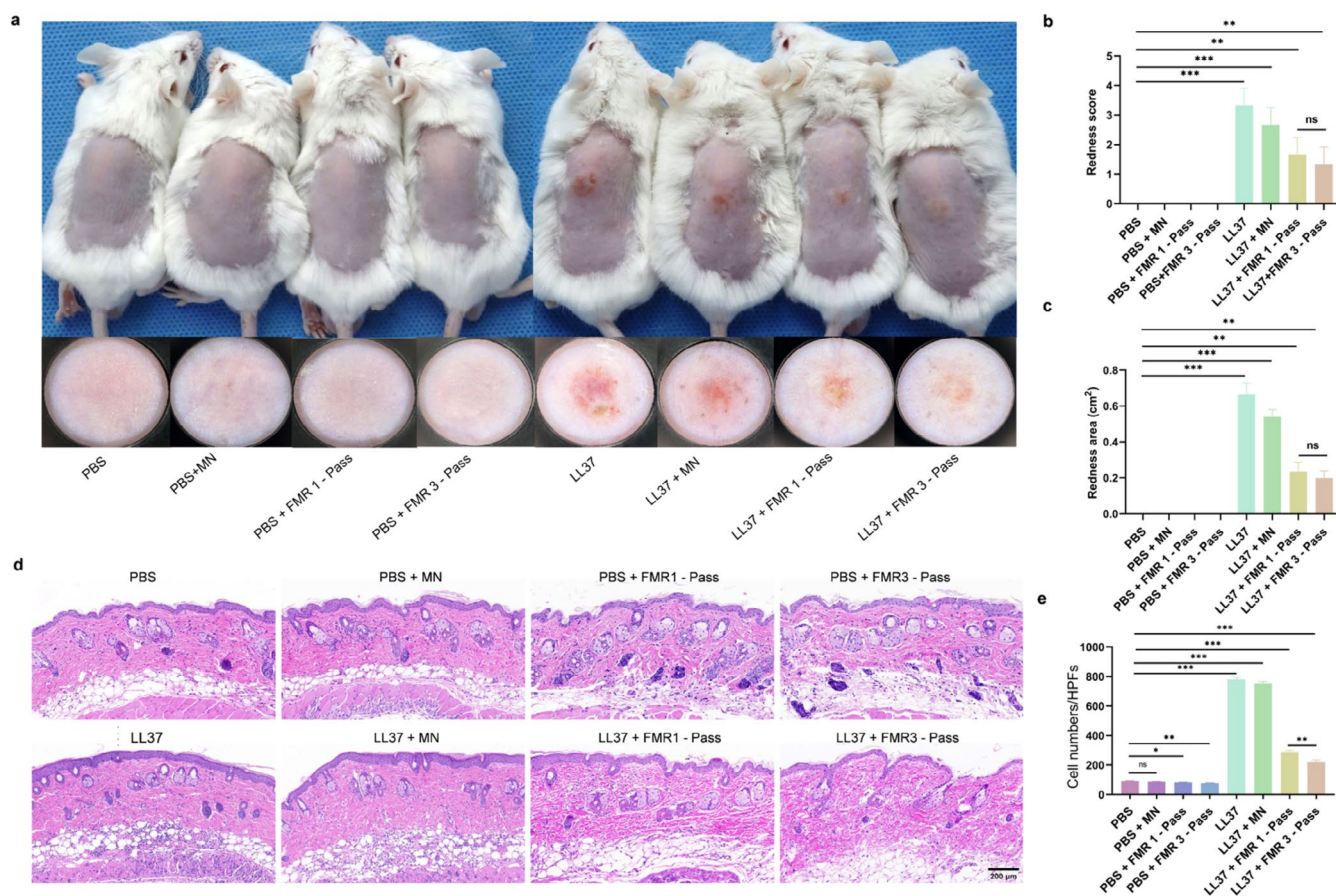 a
PBS
PBS+MN
PBS + FMR 1 - Pass
PBS + FMR 3 - Pass
LL37
LL37 + MN
LL37 + FMR 1 - Pass
LL37 + FMR 3 - Pass
b
**
**
***
***
ns
Redness score
5
4
3
2
1
0
PBS
PBS + MN
PBS + FMR 1 - Pass
PBS+FMR 3 - Pass
LL37
LL37 + MN
LL37 + FMR 1 - Pass
LL37+FMR 3 - Pass
c
**
**
***
***
ns
Redness area (cm²)
0.8
0.6
0.4
0.2
0.0
PBS
PBS + MN
PBS + FMR 1 - Pass
PBS + FMR 3 - Pass
LL37
LL37 + MN
LL37 + FMR 1 - Pass
LL37 + FMR 3 - Pass
d
PBS
PBS + MN
PBS + FMR1 - Pass
PBS + FMR3 - Pass
LL37
LL37 + MN
LL37 + FMR1 - Pass
LL37 + FMR3 - Pass
200 μm
e
***
***
***
***
**
**
*
ns
Cell numbers/HPFs
1000
800
600
400
200
0
PBS
PBS + MN
PBS + FMR 1 - Pass
PBS + FMR 3 - Pass
LL37
LL37 + MN
LL37 + FMR 1 - Pass
LL37 + FMR 3 - Pass